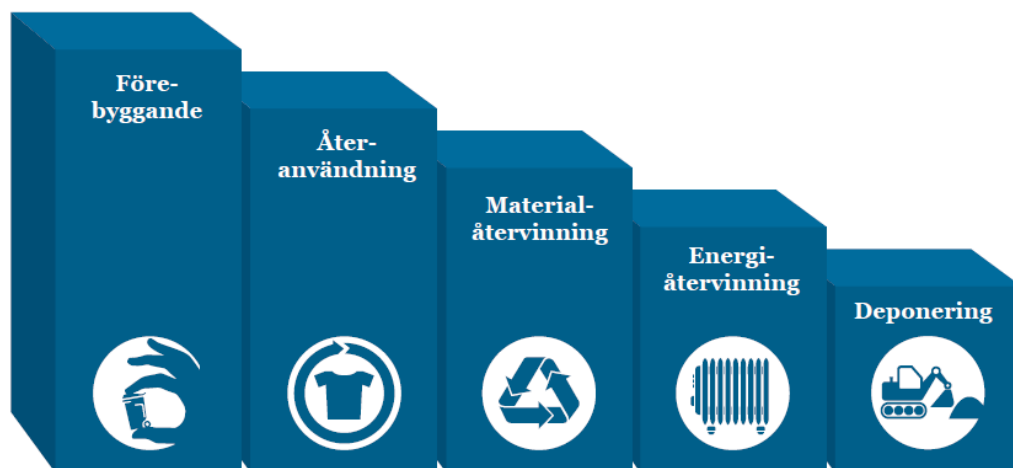 Före-
byggande
Åter-
användning
Material-
återvinning
Energi-
återvinning
Deponering